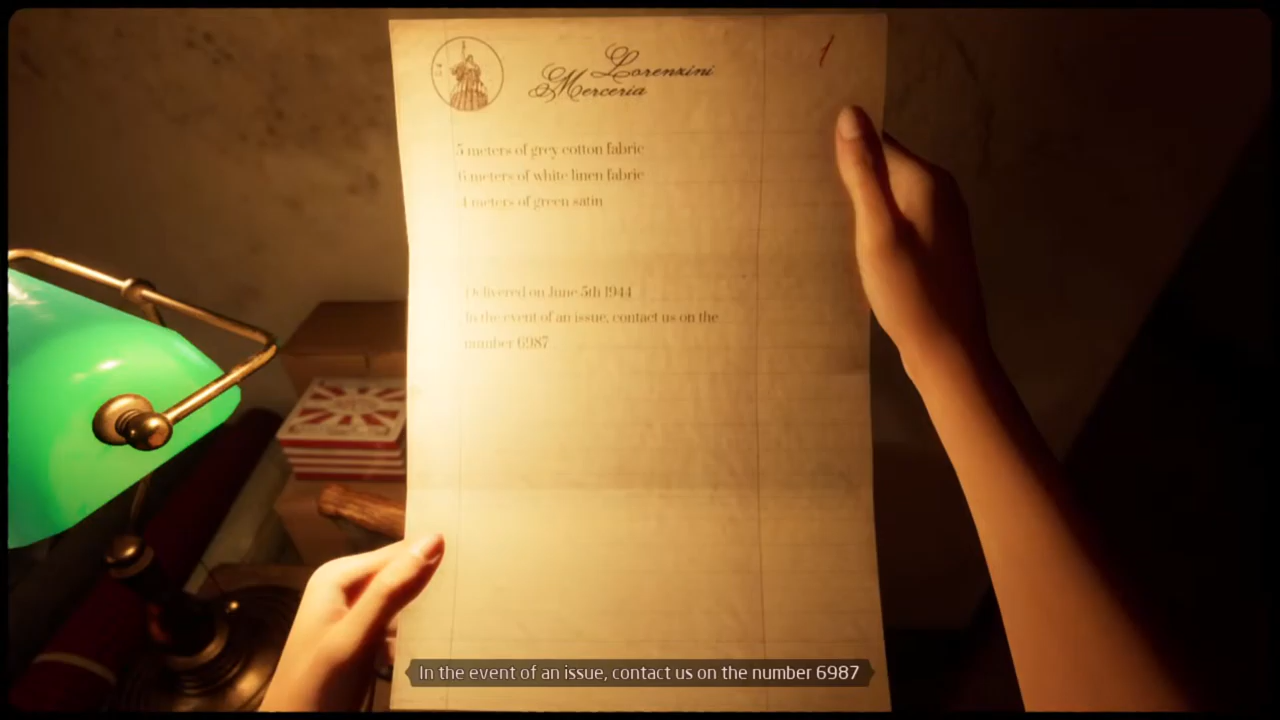 1
Lorenzini
Merceria
5 meters of grey cotton fabric
6 meters of white linen fabric
4 meters of green satin
Delivered on June 5th 1944
In the event of an issue, contact us on the
number 6987
In the event of an issue, contact us on the number 6987